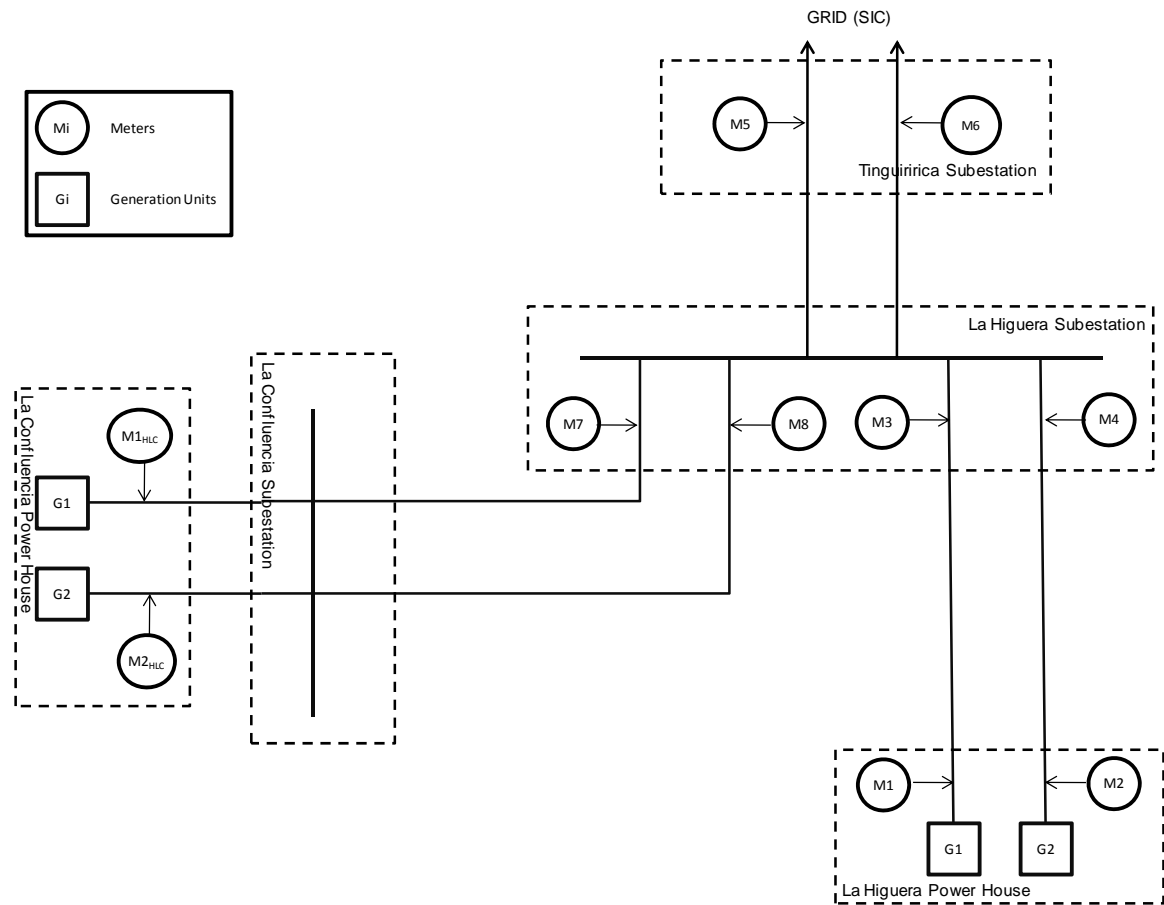 GRID (SIC)
Mi
Meters
Gi
Generation Units
M5
M6
Tinguiririca Subestation
La Higuera Subestation
M7
M8
M3
M4
La Confluencia Power House
M1HLC
G1
G2
M2HLC
La Confluencia Subestation
M1
M2
G1
G2
La Higuera Power House